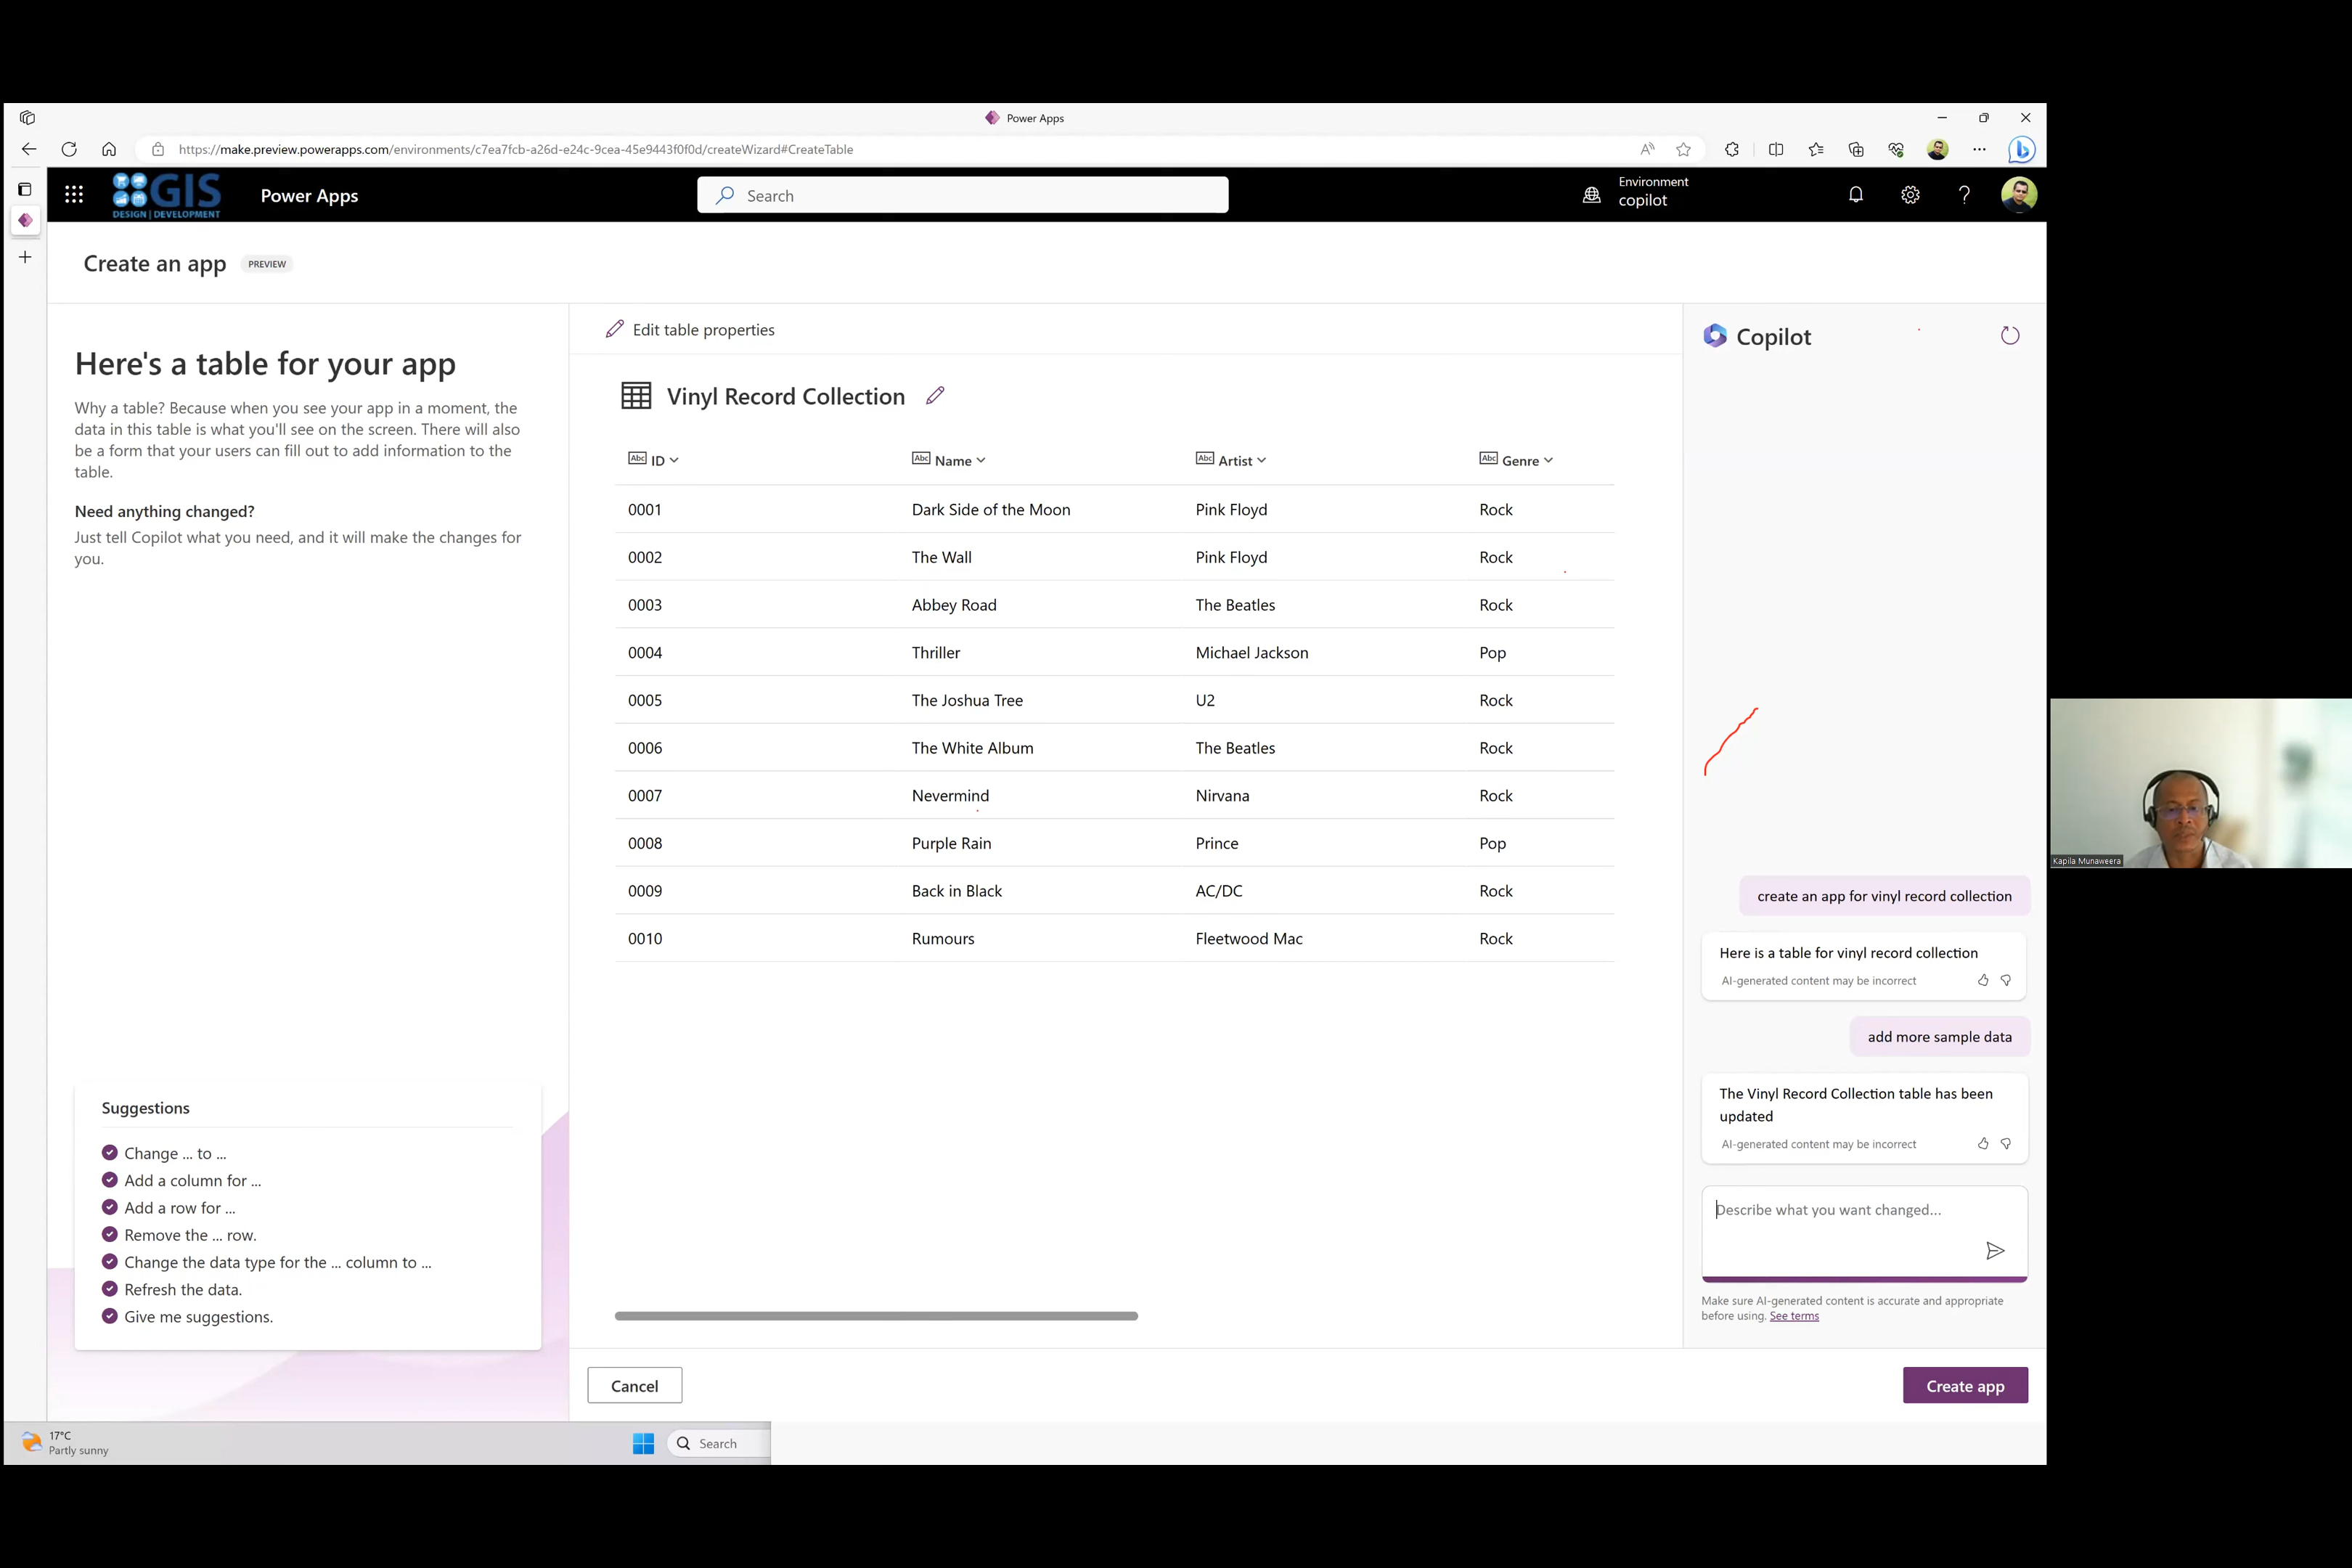 Power Apps
https://make.preview.powerapps.com/environments/c7ea7fcb-a26d-e24c-9cea-45e9443f0f0d/createWizard#CreateTable
GIS
DESIGN | DEVELOPMENT
Power Apps
Search
Environment
copilot
Create an app
PREVIEW
Here's a table for your app
Why a table? Because when you see your app in a moment, the
data in this table is what you'll see on the screen. There will also
be a form that your users can fill out to add information to the
table.
Need anything changed?
Just tell Copilot what you need, and it will make the changes for
you.
Suggestions
Change ... to ...
Add a column for ...
Add a row for ...
Remove the ... row.
Change the data type for the ... column to ...
Refresh the data.
Give me suggestions.
Edit table properties
Vinyl Record Collection
Abc ID Abc Name Abc Artist Abc Genre
0001 Dark Side of the Moon Pink Floyd Rock
0002 The Wall Pink Floyd Rock
0003 Abbey Road The Beatles Rock
0004 Thriller Michael Jackson Pop
0005 The Joshua Tree U2 Rock
0006 The White Album The Beatles Rock
0007 Nevermind Nirvana Rock
0008 Purple Rain Prince Pop
0009 Back in Black AC/DC Rock
0010 Rumours Fleetwood Mac Rock
Cancel
Copilot
create an app for vinyl record collection
Here is a table for vinyl record collection
AI-generated content may be incorrect
add more sample data
The Vinyl Record Collection table has been
updated
AI-generated content may be incorrect
Describe what you want changed...
Make sure AI-generated content is accurate and appropriate
before using. See terms
Create app
Kapila Munaweera
17°C
Partly sunny
Search